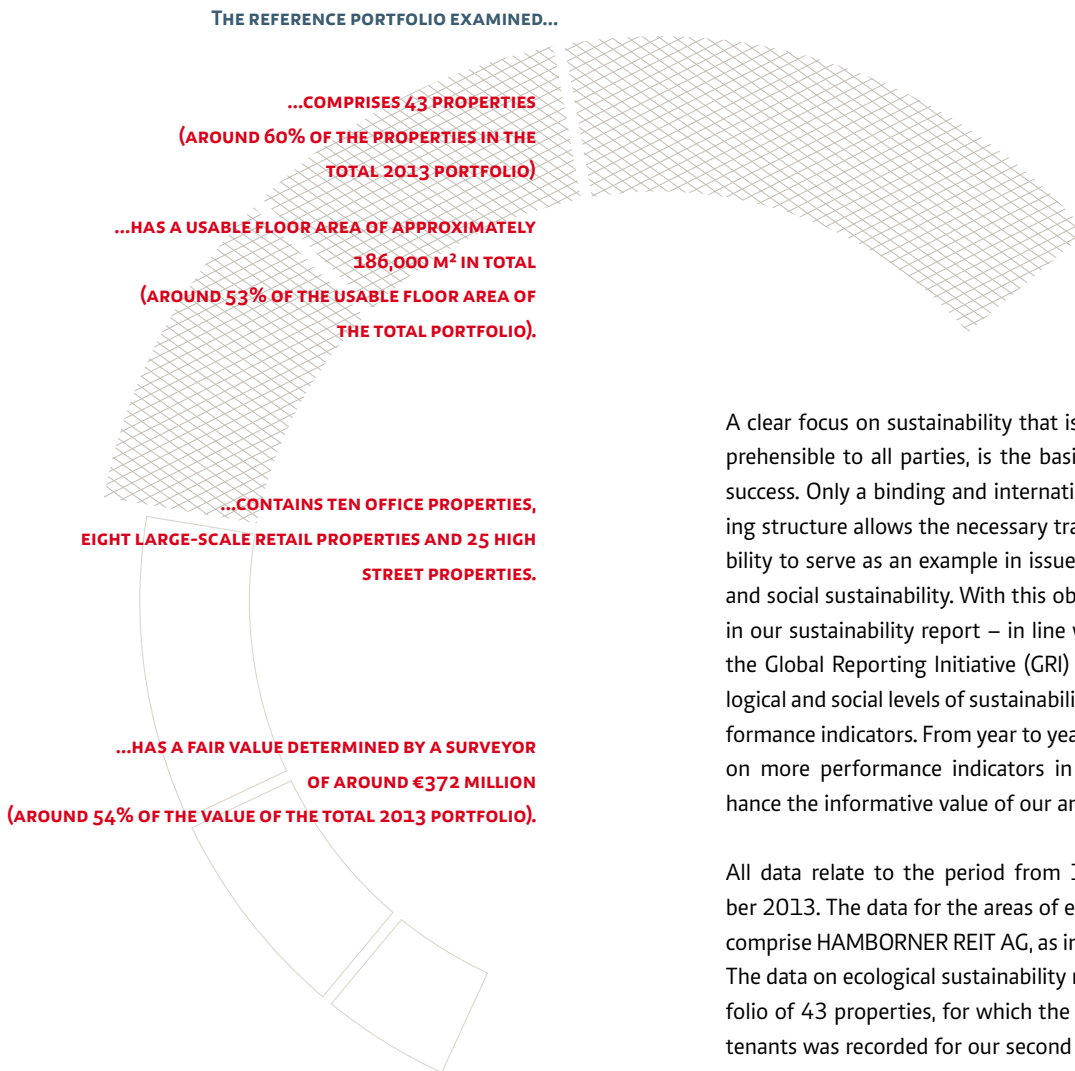 The reference portfolio examined...
...comprises 43 properties
(around 60% of the properties in the
total 2013 portfolio)
...has a usable floor area of approximately
186,000 m² in total
(around 53% of the usable floor area of
the total portfolio).
...contains ten office properties,
eight large-scale retail properties and 25 high
street properties.
...has a fair value determined by a surveyor
of around €372 million
(around 54% of the value of the total 2013 portfolio).
A clear focus on sustainability that is
prehensible to all parties, is the basi
success. Only a binding and internati
ing structure allows the necessary tra
bility to serve as an example in issue
and social sustainability. With this ob
in our sustainability report – in line
the Global Reporting Initiative (GRI)
logical and social levels of sustainabili
formance indicators. From year to yea
on more performance indicators in
hance the informative value of our
All data relate to the period from
ber 2013. The data for the areas of e
comprise HAMBORNER REIT AG, as
The data on ecological sustainability
folio of 43 properties, for which the
tenants was recorded for our second